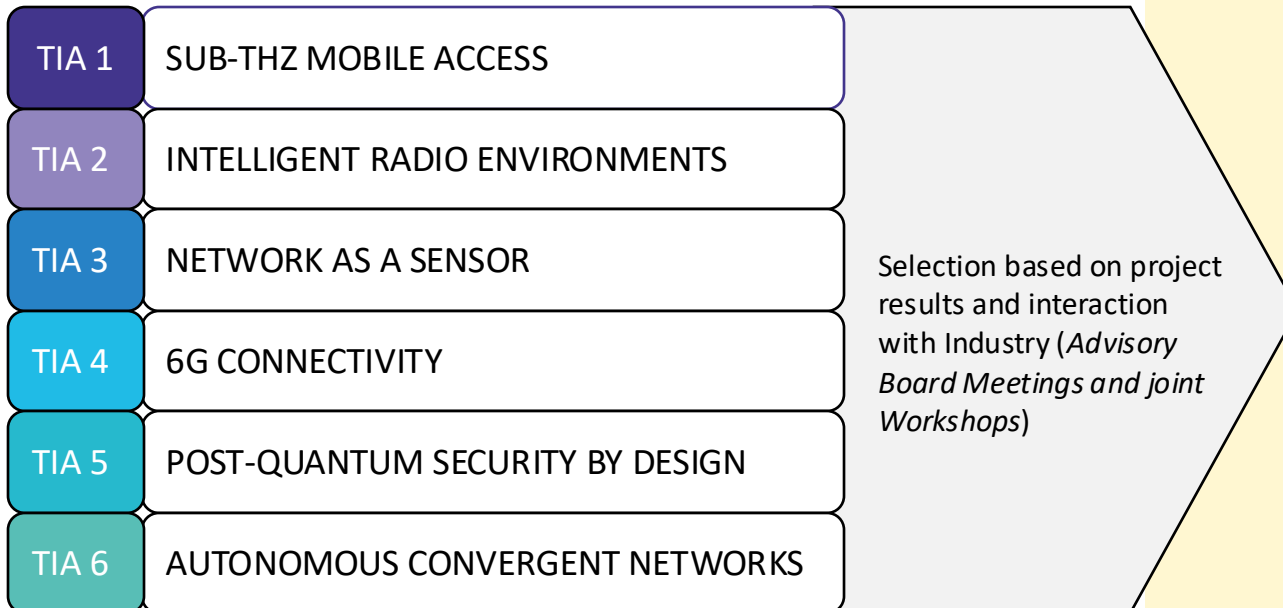 TIA 1
SUB-THZ MOBILE ACCESS
TIA 2
INTELLIGENT RADIO ENVIRONMENTS
TIA 3
NETWORK AS A SENSOR
TIA 4
6G CONNECTIVITY
TIA 5
POST-QUANTUM SECURITY BY DESIGN
TIA 6
AUTONOMOUS CONVERGENT NETWORKS
Selection based on project
results and interaction
with Industry (Advisory
Board Meetings and joint
Workshops)